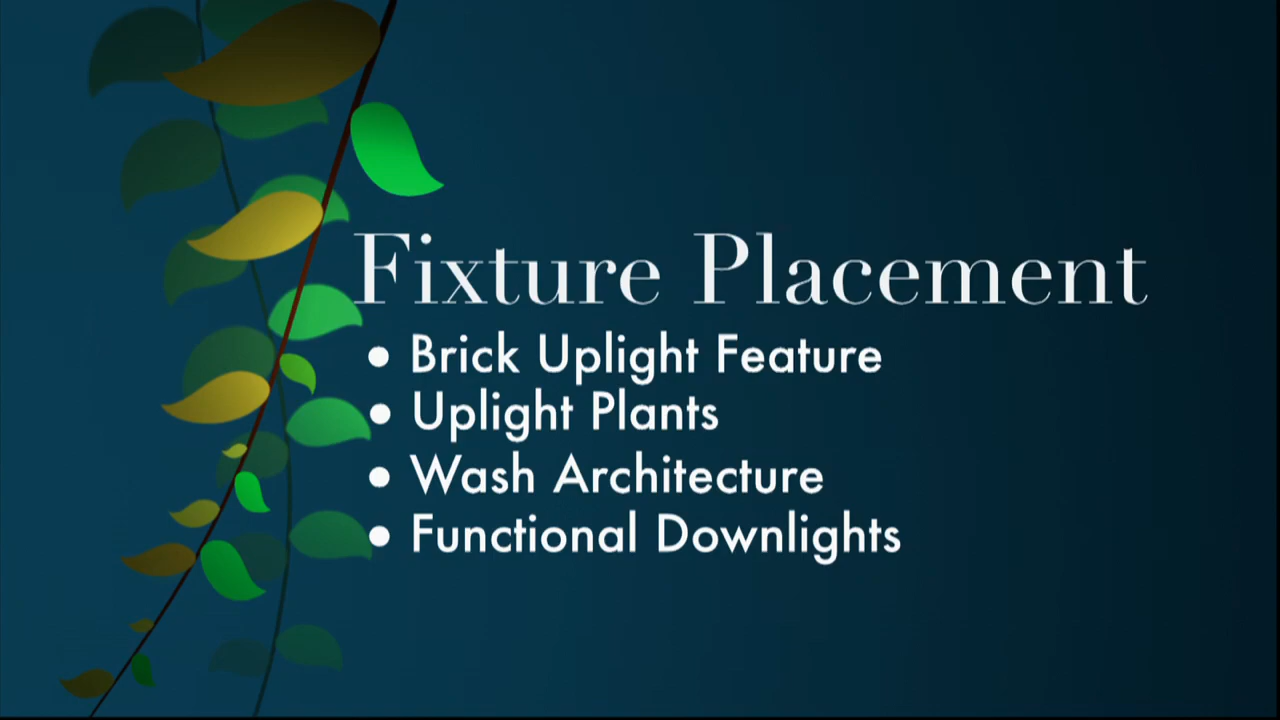 Fixture Placement
• Brick Uplight Feature
• Uplight Plants
• Wash Architecture
• Functional Downlights